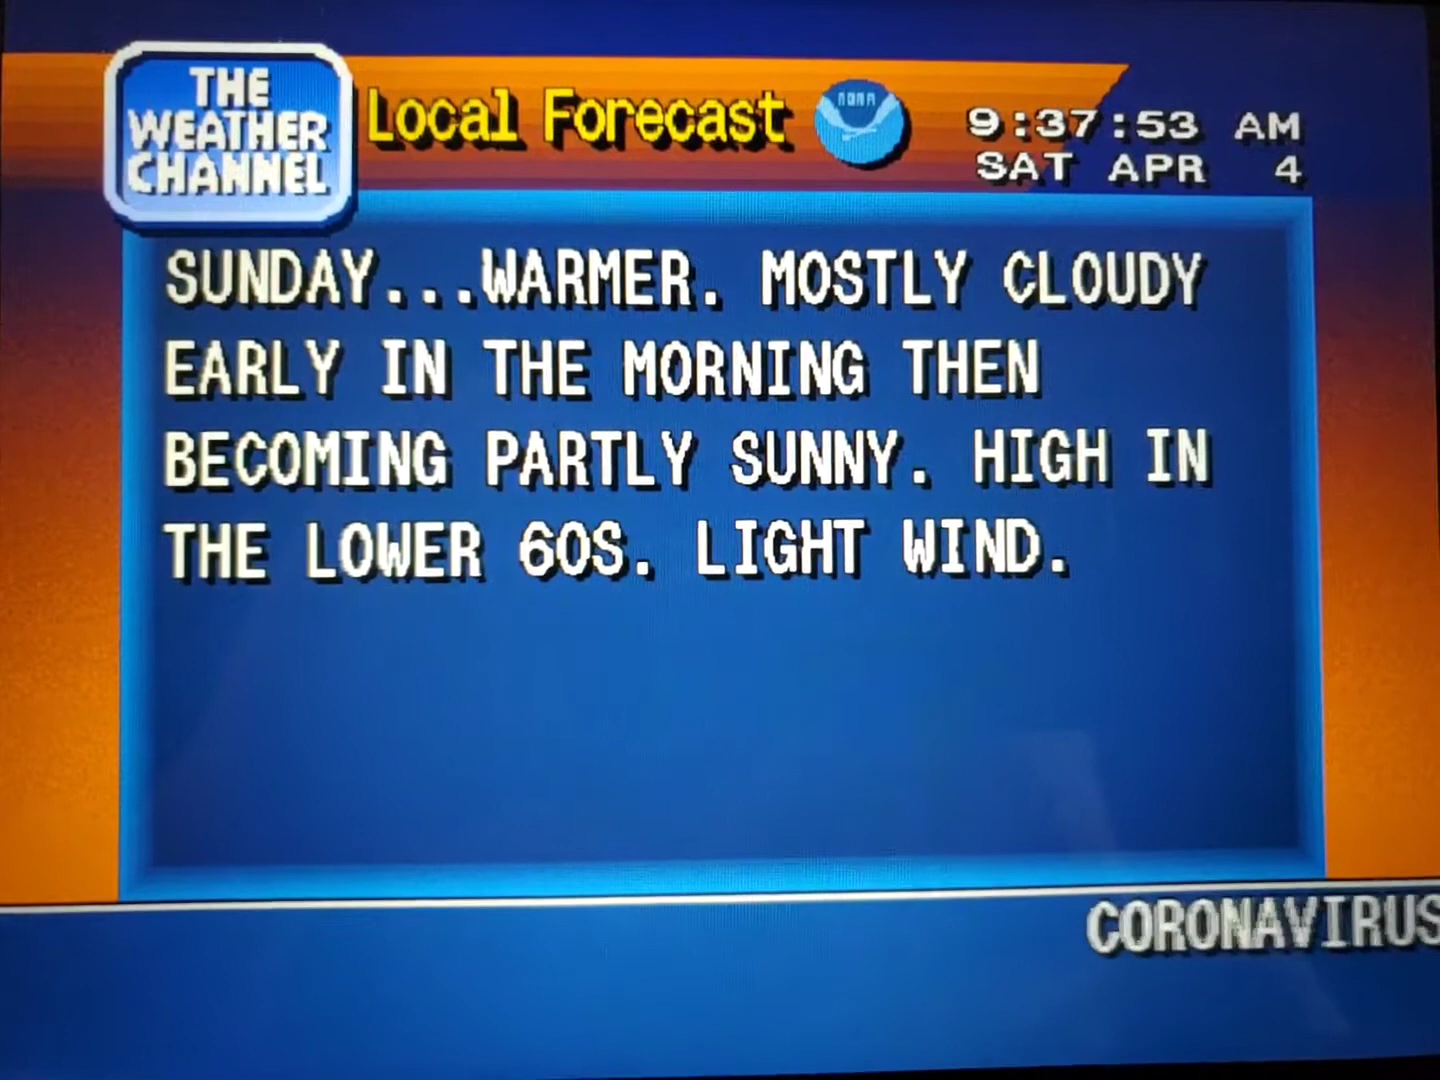 THE
WEATHER
CHANNEL
Local Forecast
NOAA
9:37:53 AM
SAT APR 4
SUNDAY...WARMER. MOSTLY CLOUDY
EARLY IN THE MORNING THEN
BECOMING PARTLY SUNNY. HIGH IN
THE LOWER 60S. LIGHT WIND.
CORONAVIRUS